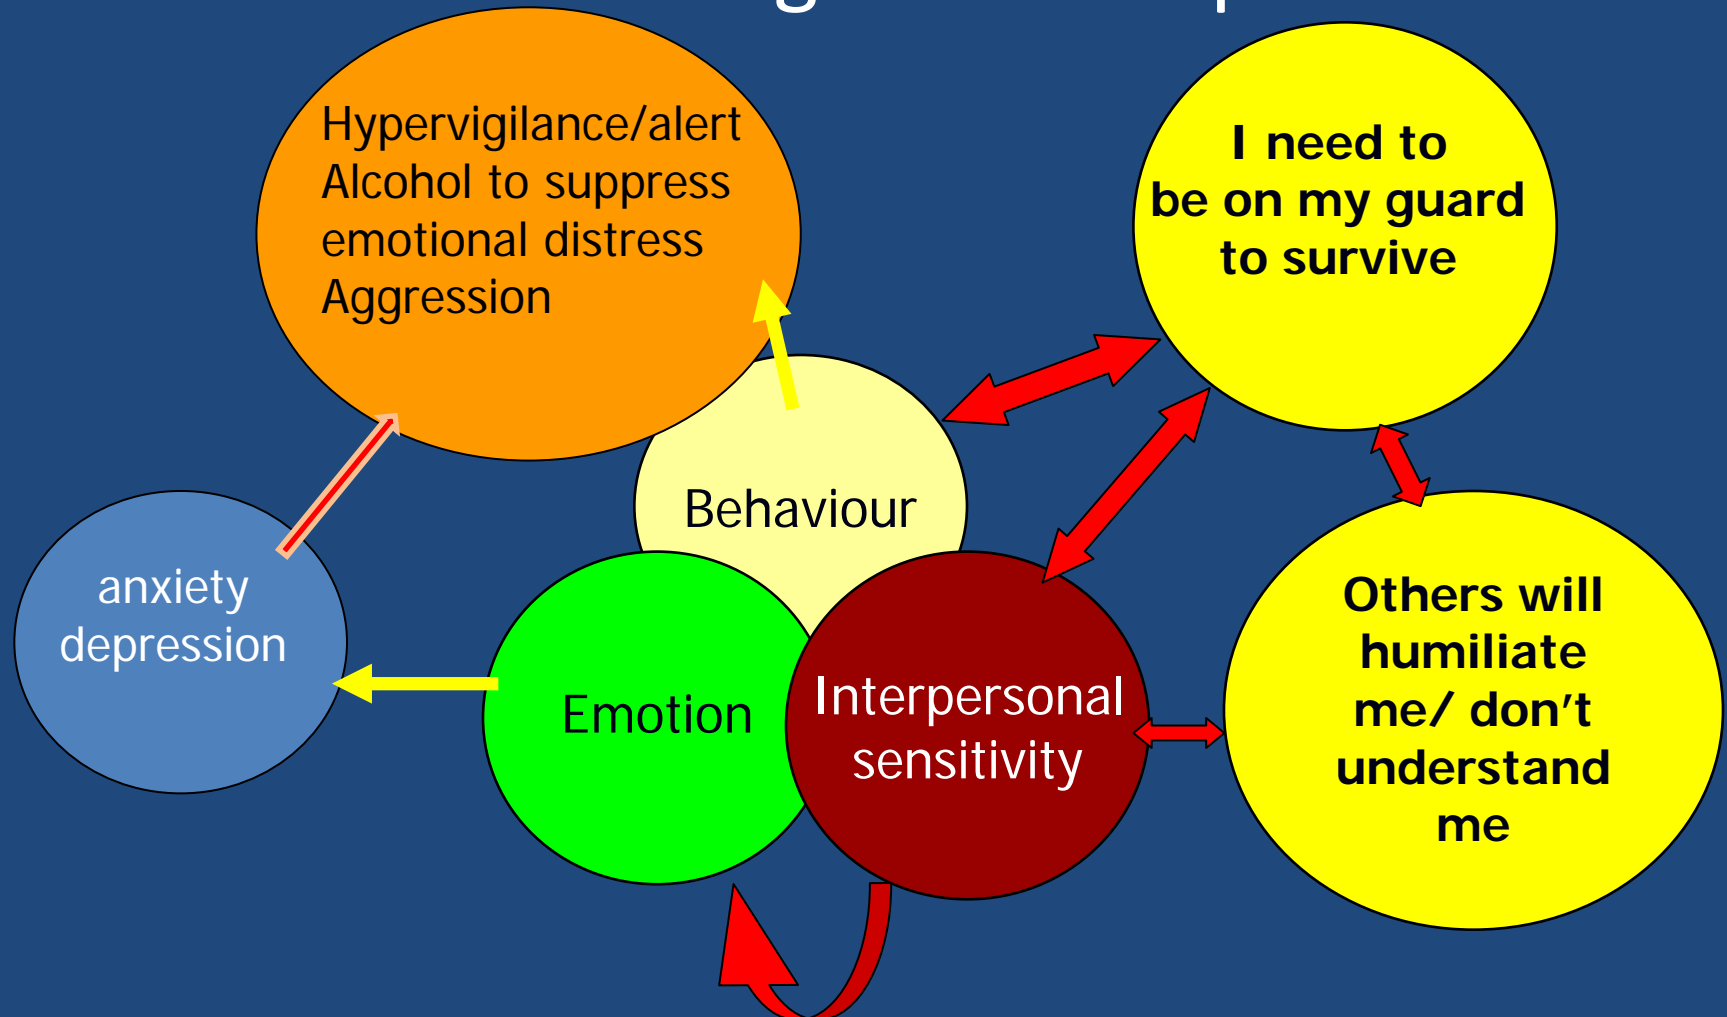 Hypervigilance/alert
Alcohol to suppress
emotional distress
Aggression
I need to
be on my guard
to survive
Behaviour
anxiety
depression
Emotion
Interpersonal
sensitivity
Others will
humiliate
me/ don’t
understand
me